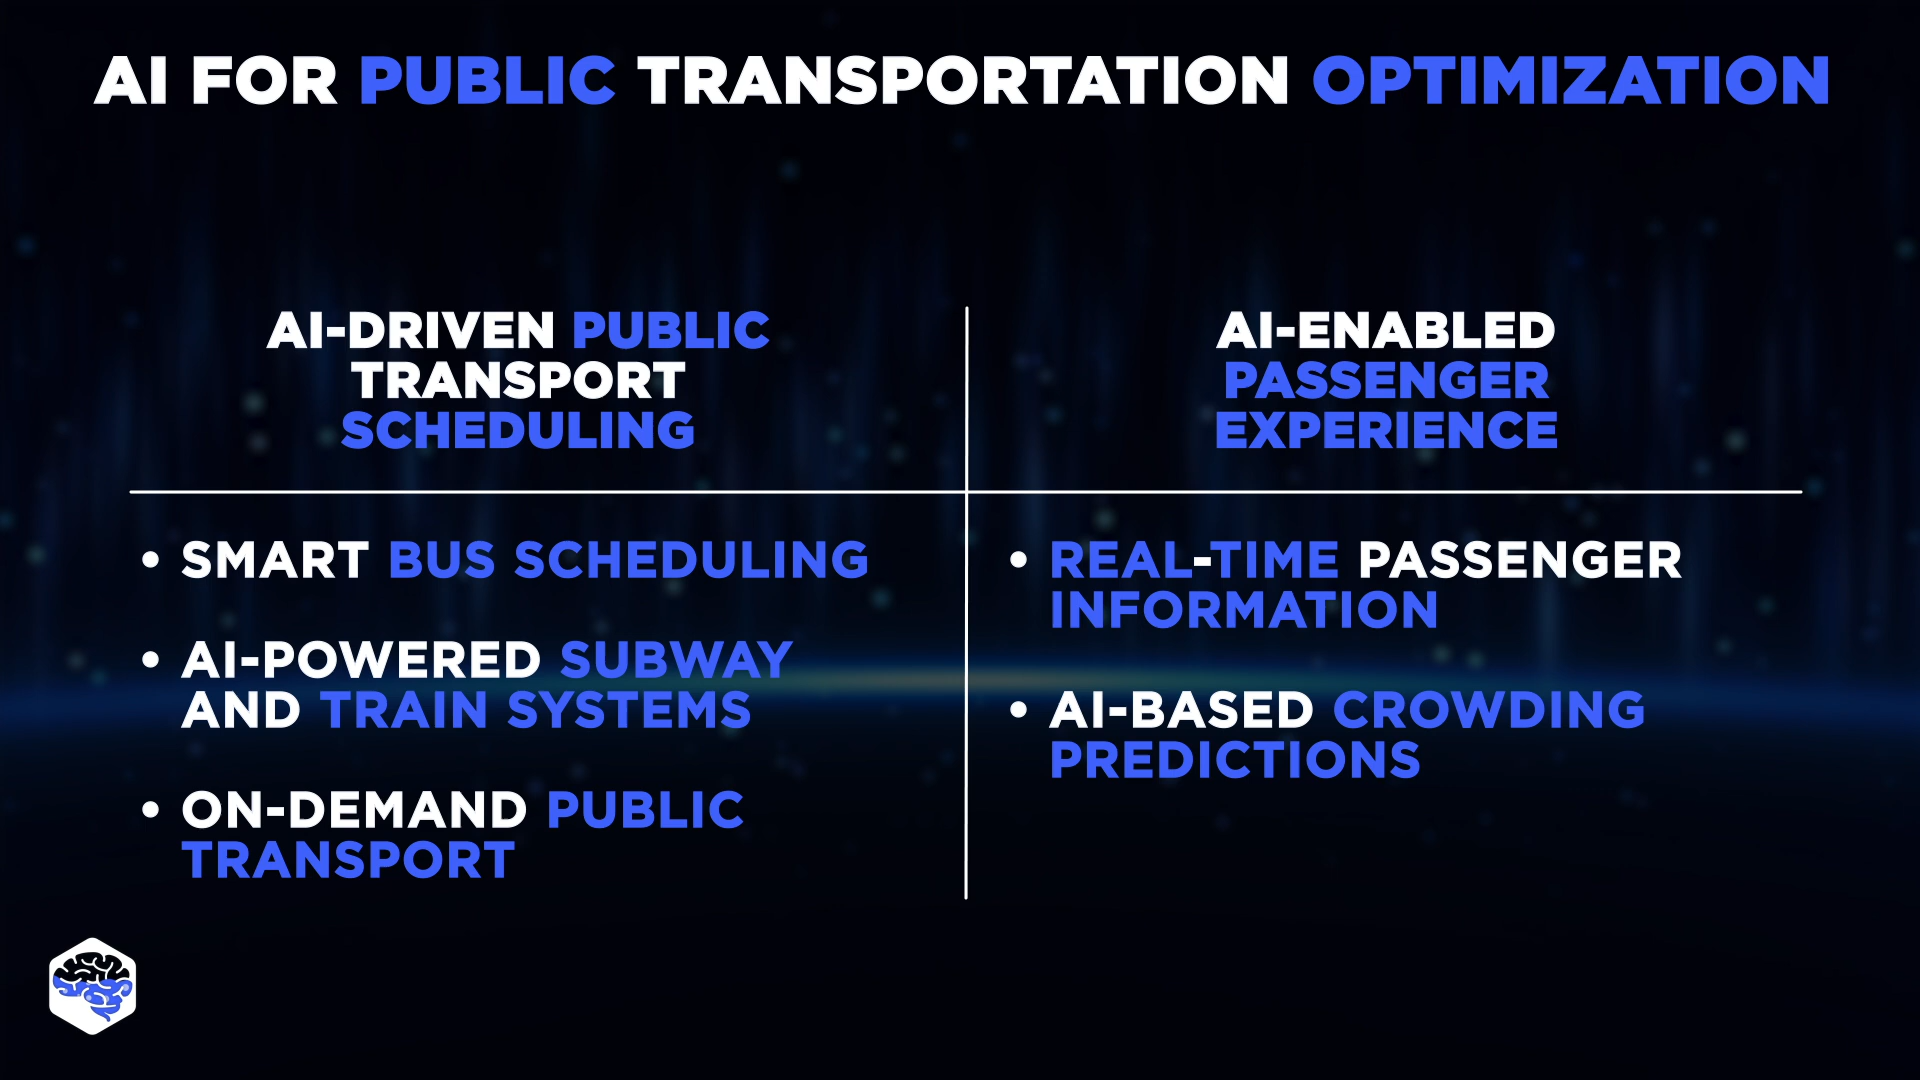 AI FOR PUBLIC TRANSPORTATION OPTIMIZATION
AI-DRIVEN PUBLIC
TRANSPORT
SCHEDULING
• SMART BUS SCHEDULING
• AI-POWERED SUBWAY
AND TRAIN SYSTEMS
• ON-DEMAND PUBLIC
TRANSPORT
AI-ENABLED
PASSENGER
EXPERIENCE
• REAL-TIME PASSENGER
INFORMATION
• AI-BASED CROWDING
PREDICTIONS